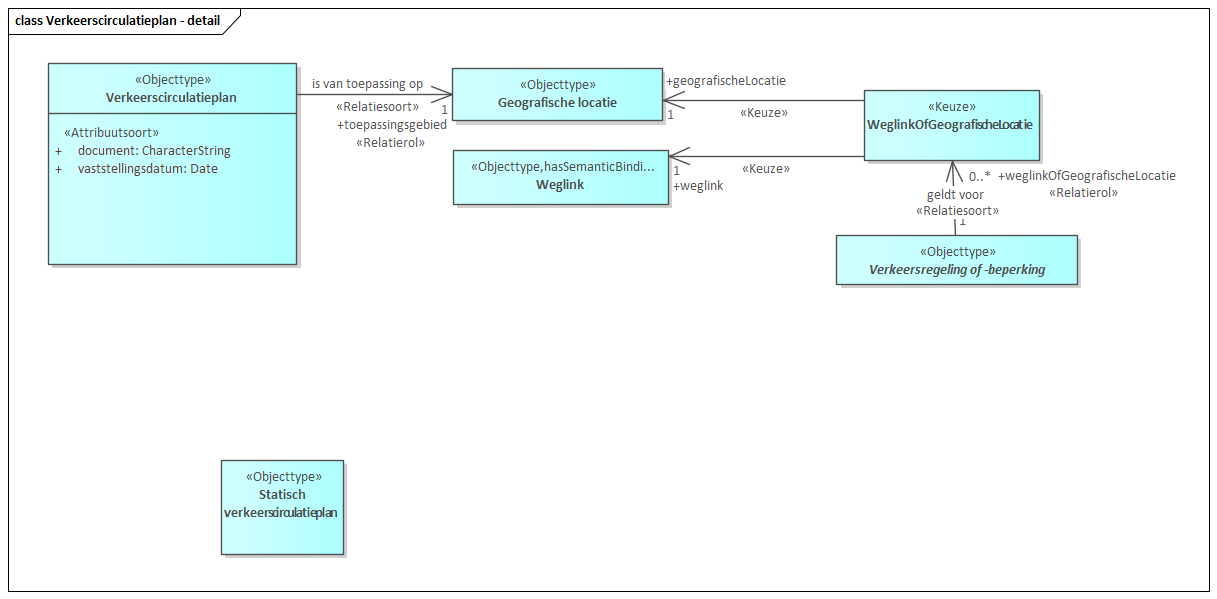 class Verkeerscirculatieplan - detail
«Objecttype»
Verkeerscirculatieplan
«Attribuutsoort»
+ document: CharacterString
+ vaststellingsdatum: Date
is van toepassing op
«Relatiesoort»
1
+toepassingsgebied
«Relatierol»
«Objecttype»
Geografische locatie
+geografischeLocatie
1
«Keuze»
«Objecttype,hasSemanticBindi...
Weglink
1
+weglink
«Keuze»
«Keuze»
WeglinkOfGeografischeLocatie
0..* +weglinkOfGeografischeLocatie
«Relatierol»
geldt voor
«Relatiesoort»
1
«Objecttype»
Verkeersregeling of -beperking
«Objecttype»
Statisch
verkeerscirculatieplan